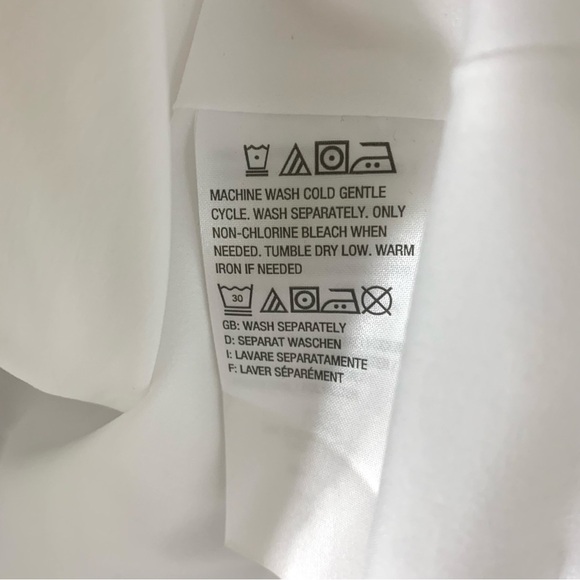 MACHINE WASH COLD GENTLE
CYCLE. WASH SEPARATELY. ONLY
NON-CHLORINE BLEACH WHEN
NEEDED. TUMBLE DRY LOW. WARM
IRON IF NEEDED
30
GB: WASH SEPARATELY
D: SEPARAT WASCHEN
I: LAVARE SEPARATAMENTE
F: LAVER SÉPARÉMENT